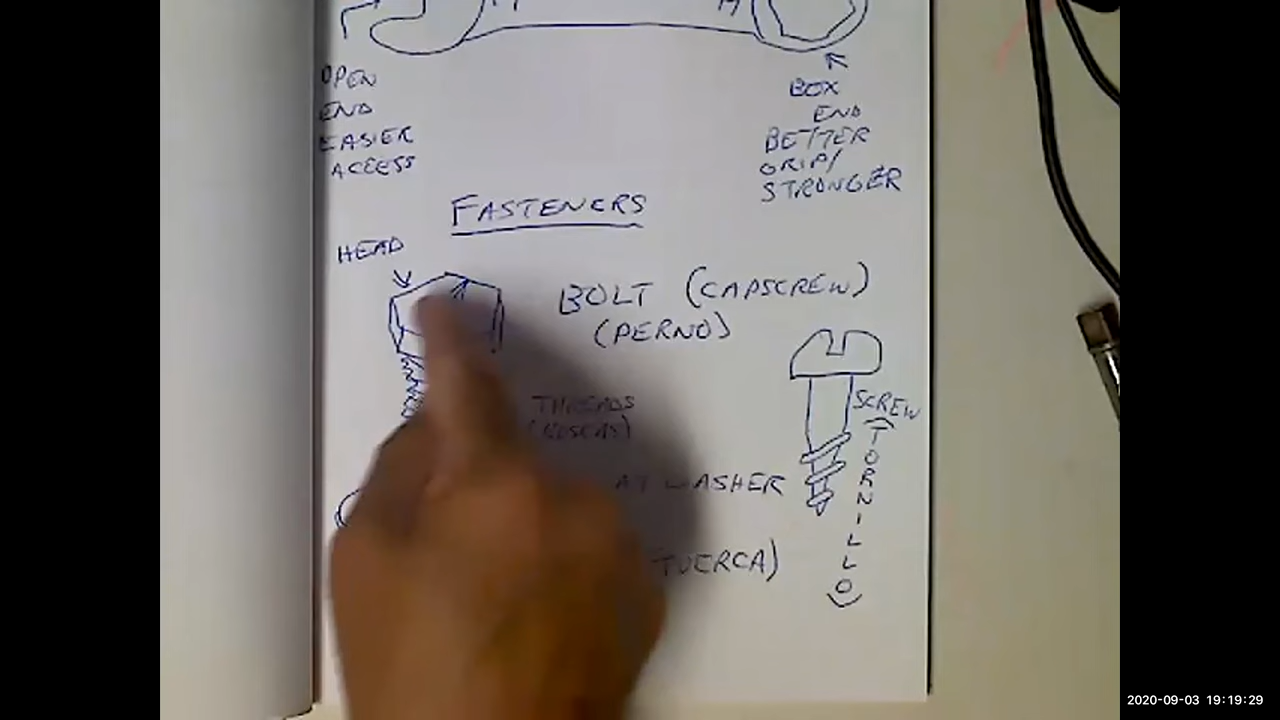 OPEN
END
EASIER
ACCESS
BOX
END
BETTER
GRIP/
STRONGER
FASTENERS
HEAD
BOLT (CAPSCREW)
(PERNO)
THREADS
(ROSCAS)
SCREW
(TORNILLO)
WASHER
TUERCA)
2020-09-03 19:19:29